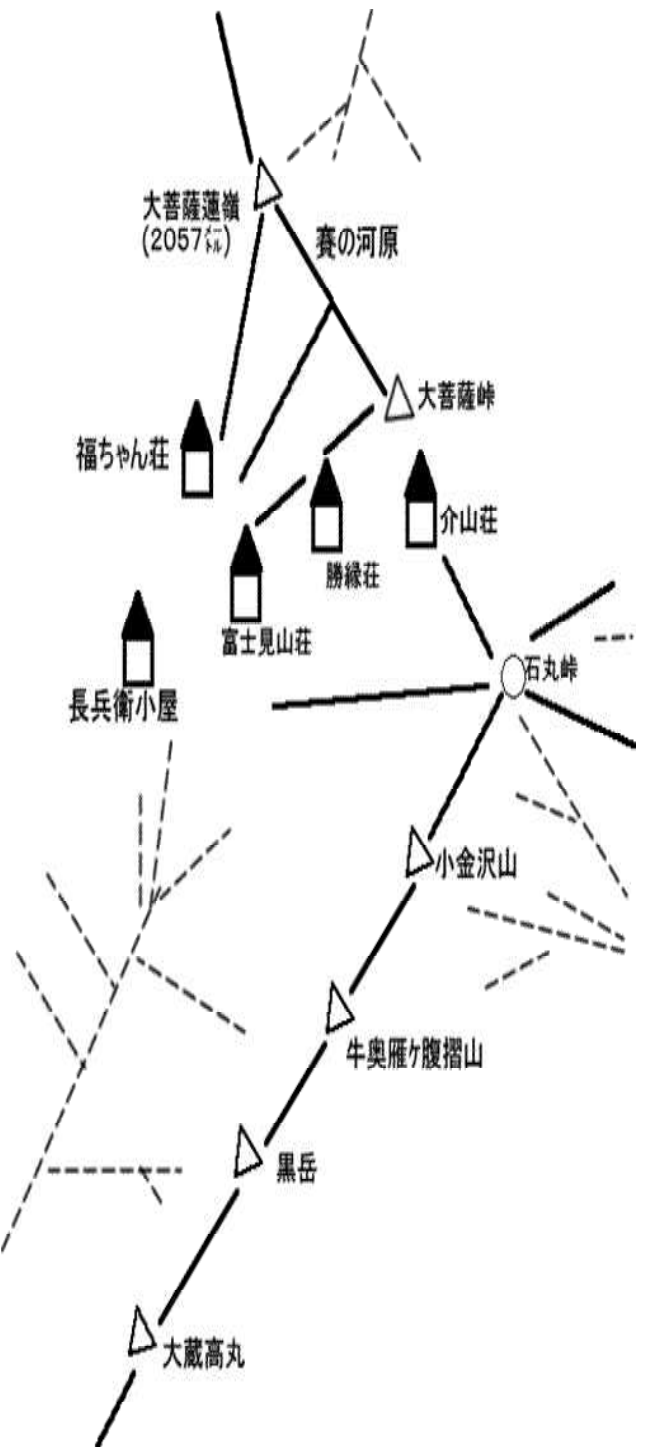 大菩薩蓮嶺
(2057メートル)
賽の河原
大菩薩峠
福ちゃん荘
介山荘
勝縁荘
富士見山荘
石丸峠
長兵衛小屋
小金沢山
牛奥雁ケ腹摺山
黒岳
大蔵高丸